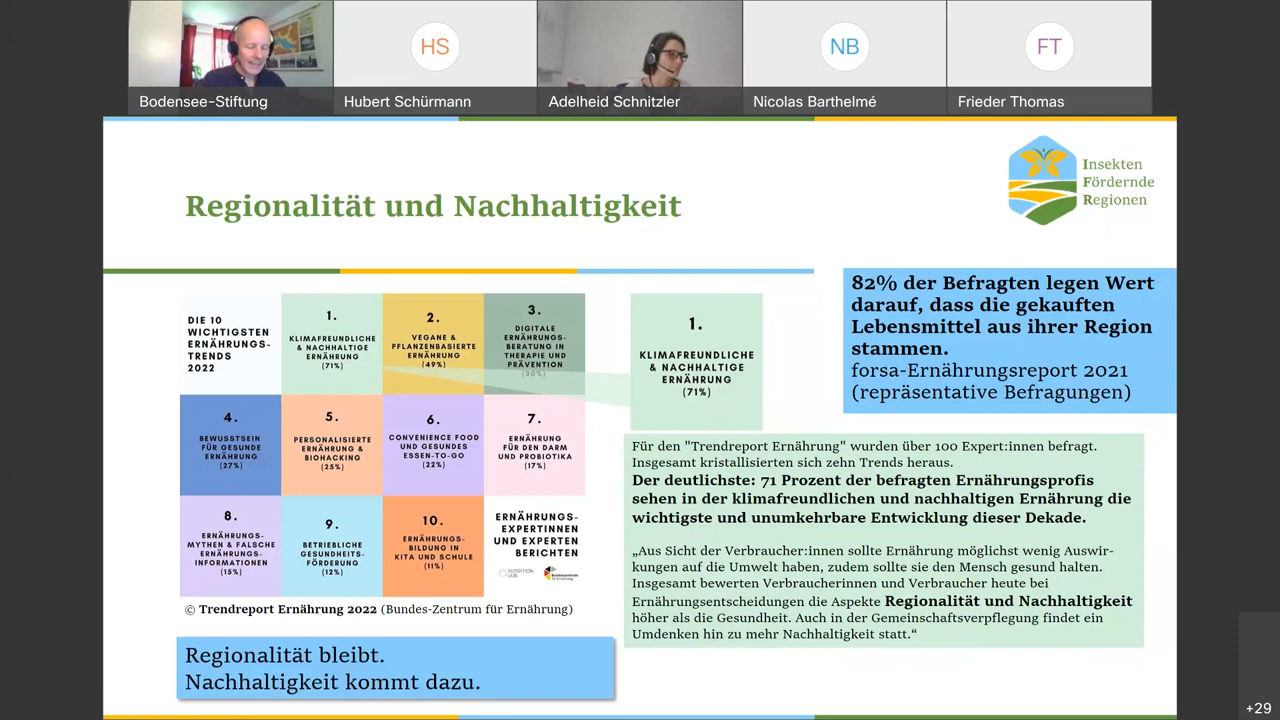 HS
NB
FT
Bodensee-Stiftung
Hubert Schürmann
Adelheid Schnitzler
Nicolas Barthelmé
Frieder Thomas
Insekten
Fördernde
Regionen
Regionalität und Nachhaltigkeit
DIE 10
WICHTIGSTEN
ERNÄHRUNGS-
TRENDS
2022
1.
KLIMAFREUNDLICHE
& NACHHALTIGE
ERNÄHRUNG
(71%)
2.
VEGANE &
PFLANZENBASIERTE
ERNÄHRUNG
(49%)
3.
DIGITALE
ERNÄHRUNGS-
BERATUNG IN
THERAPIE UND
PRÄVENTION
(30%)
4.
BEWUSSTSEIN
FÜR GESUNDE
ERNÄHRUNG
(27%)
5.
PERSONALISIERTE
ERNÄHRUNG &
BIOHACKING
(25%)
6.
CONVENIENCE FOOD
UND GESUNDES
ESSEN-TO-GO
(22%)
7.
ERNÄHRUNG
FÜR DEN DARM
UND PROBIOTIKA
(17%)
8.
ERNÄHRUNGS-
MYTHEN & FALSCHE
ERNÄHRUNGS-
INFORMATIONEN
(15%)
9.
BETRIEBLICHE
GESUNDHEITS-
FÖRDERUNG
(12%)
10.
ERNÄHRUNGS-
BILDUNG IN
KITA UND SCHULE
(11%)
ERNÄHRUNGS-
EXPERTINNEN
UND EXPERTEN
BERICHTEN
NUTRITION
HUB
Bundeszentrum
für Ernährung
© Trendreport Ernährung 2022 (Bundes-Zentrum für Ernährung)
Regionalität bleibt.
Nachhaltigkeit kommt dazu.
1.
KLIMAFREUNDLICHE
& NACHHALTIGE
ERNÄHRUNG
(71%)
82% der Befragten legen Wert
darauf, dass die gekauften
Lebensmittel aus ihrer Region
stammen.
forsa-Ernährungsreport 2021
(repräsentative Befragungen)
Für den "Trendreport Ernährung" wurden über 100 Expert:innen befragt.
Insgesamt kristallisierten sich zehn Trends heraus.
Der deutlichste: 71 Prozent der befragten Ernährungsprofis
sehen in der klimafreundlichen und nachhaltigen Ernährung die
wichtigste und unumkehrbare Entwicklung dieser Dekade.
„Aus Sicht der Verbraucher:innen sollte Ernährung möglichst wenig Auswir-
kungen auf die Umwelt haben, zudem sollte sie den Mensch gesund halten.
Insgesamt bewerten Verbraucherinnen und Verbraucher heute bei
Ernährungsentscheidungen die Aspekte Regionalität und Nachhaltigkeit
höher als die Gesundheit. Auch in der Gemeinschaftsverpflegung findet ein
Umdenken hin zu mehr Nachhaltigkeit statt.“
+29